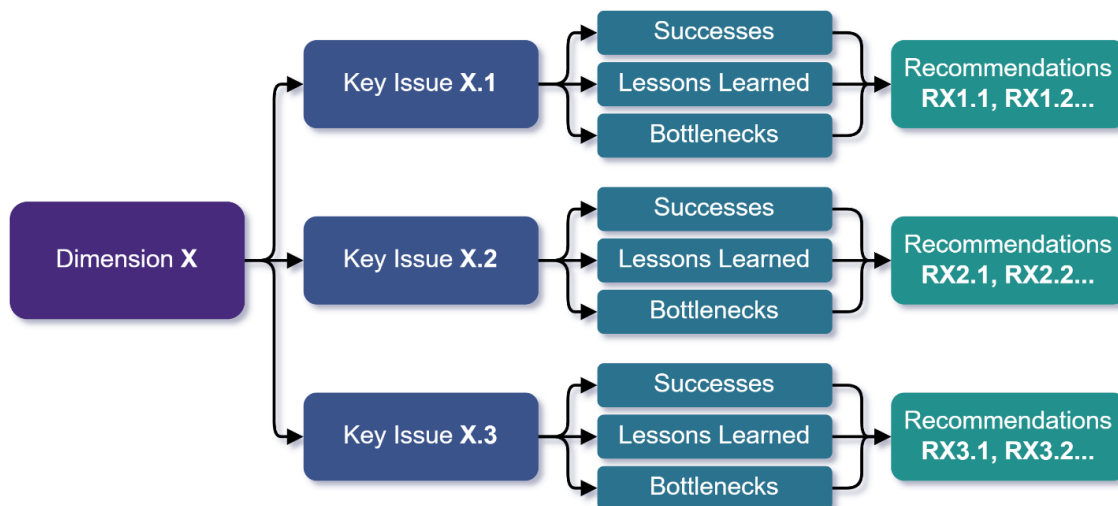 Successes
Key Issue X.1
Lessons Learned
Bottlenecks
Recommendations
RX1.1, RX1.2...
Dimension X
Successes
Key Issue X.2
Lessons Learned
Bottlenecks
Recommendations
RX2.1, RX2.2...
Successes
Key Issue X.3
Lessons Learned
Bottlenecks
Recommendations
RX3.1, RX3.2...